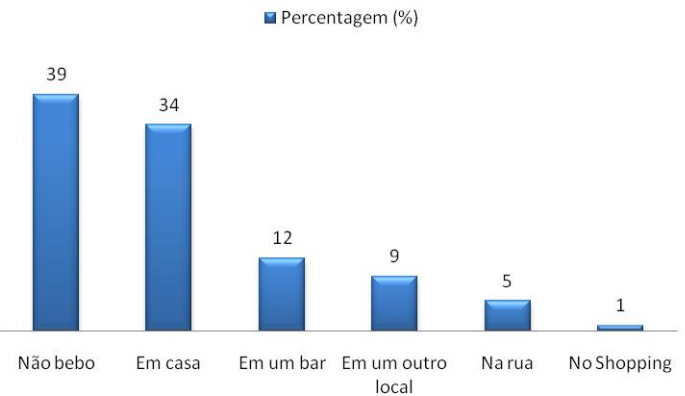 Percentagem (%)
39
34
12
9
5
1
Não bebo
Em casa
Em um bar
Em um outro
local
Na rua
No Shopping